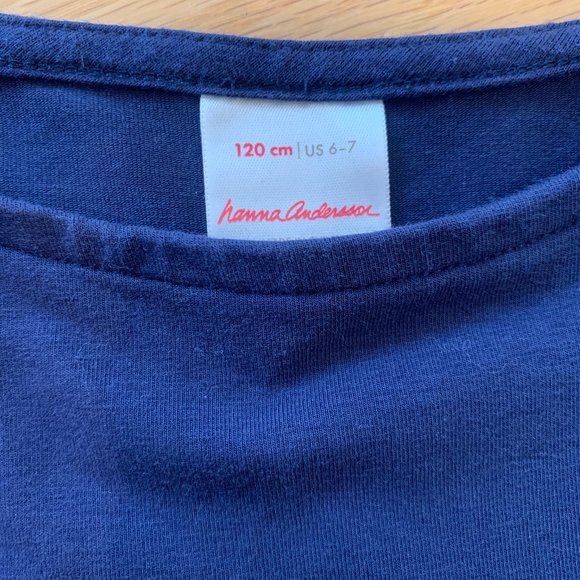 120 cm | US 6-7
hanna Andersson